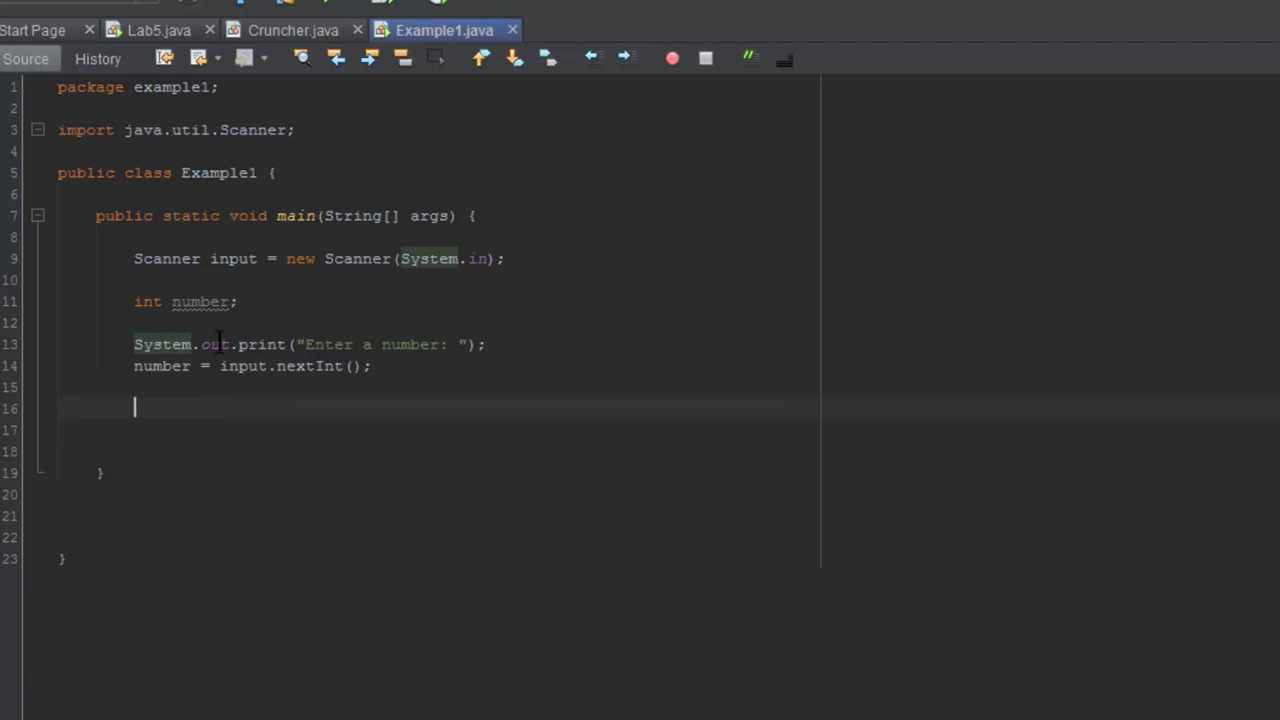 Start Page Lab5.java Cruncher.java Example1.java
Source History
1 package example1;
2
3 import java.util.Scanner;
4
5 public class Example1 {
6
7 public static void main(String[] args) {
8
9 Scanner input = new Scanner(System.in);
10
11 int number;
12
13 System.out.print("Enter a number: ");
14 number = input.nextInt();
15
16
17
18
19 }
20
21
22
23 }